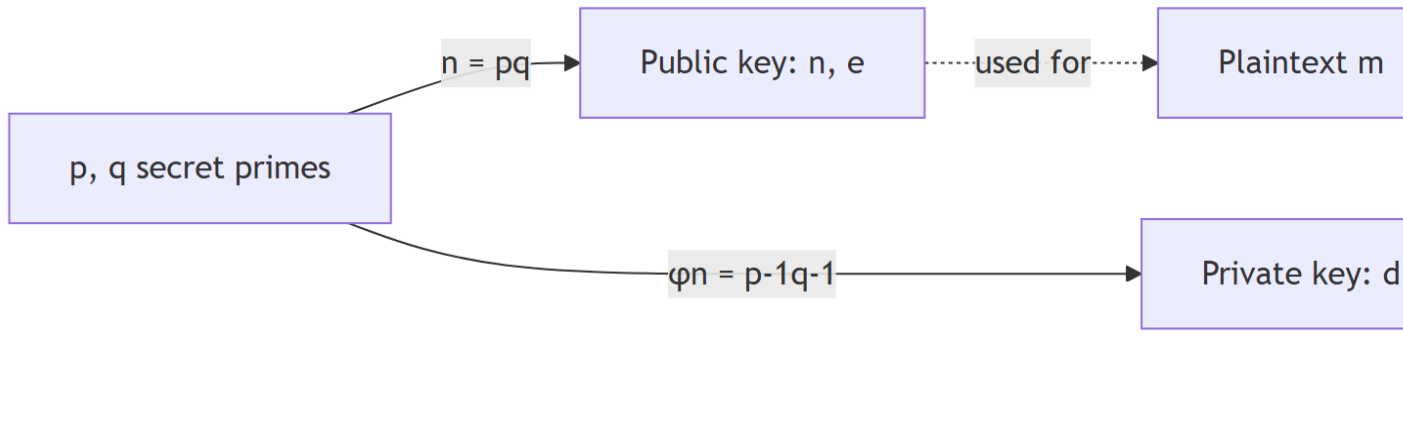 n = pq
Public key: n, e
used for
Plaintext m
p, q secret primes
φn = p-1q-1
Private key: d